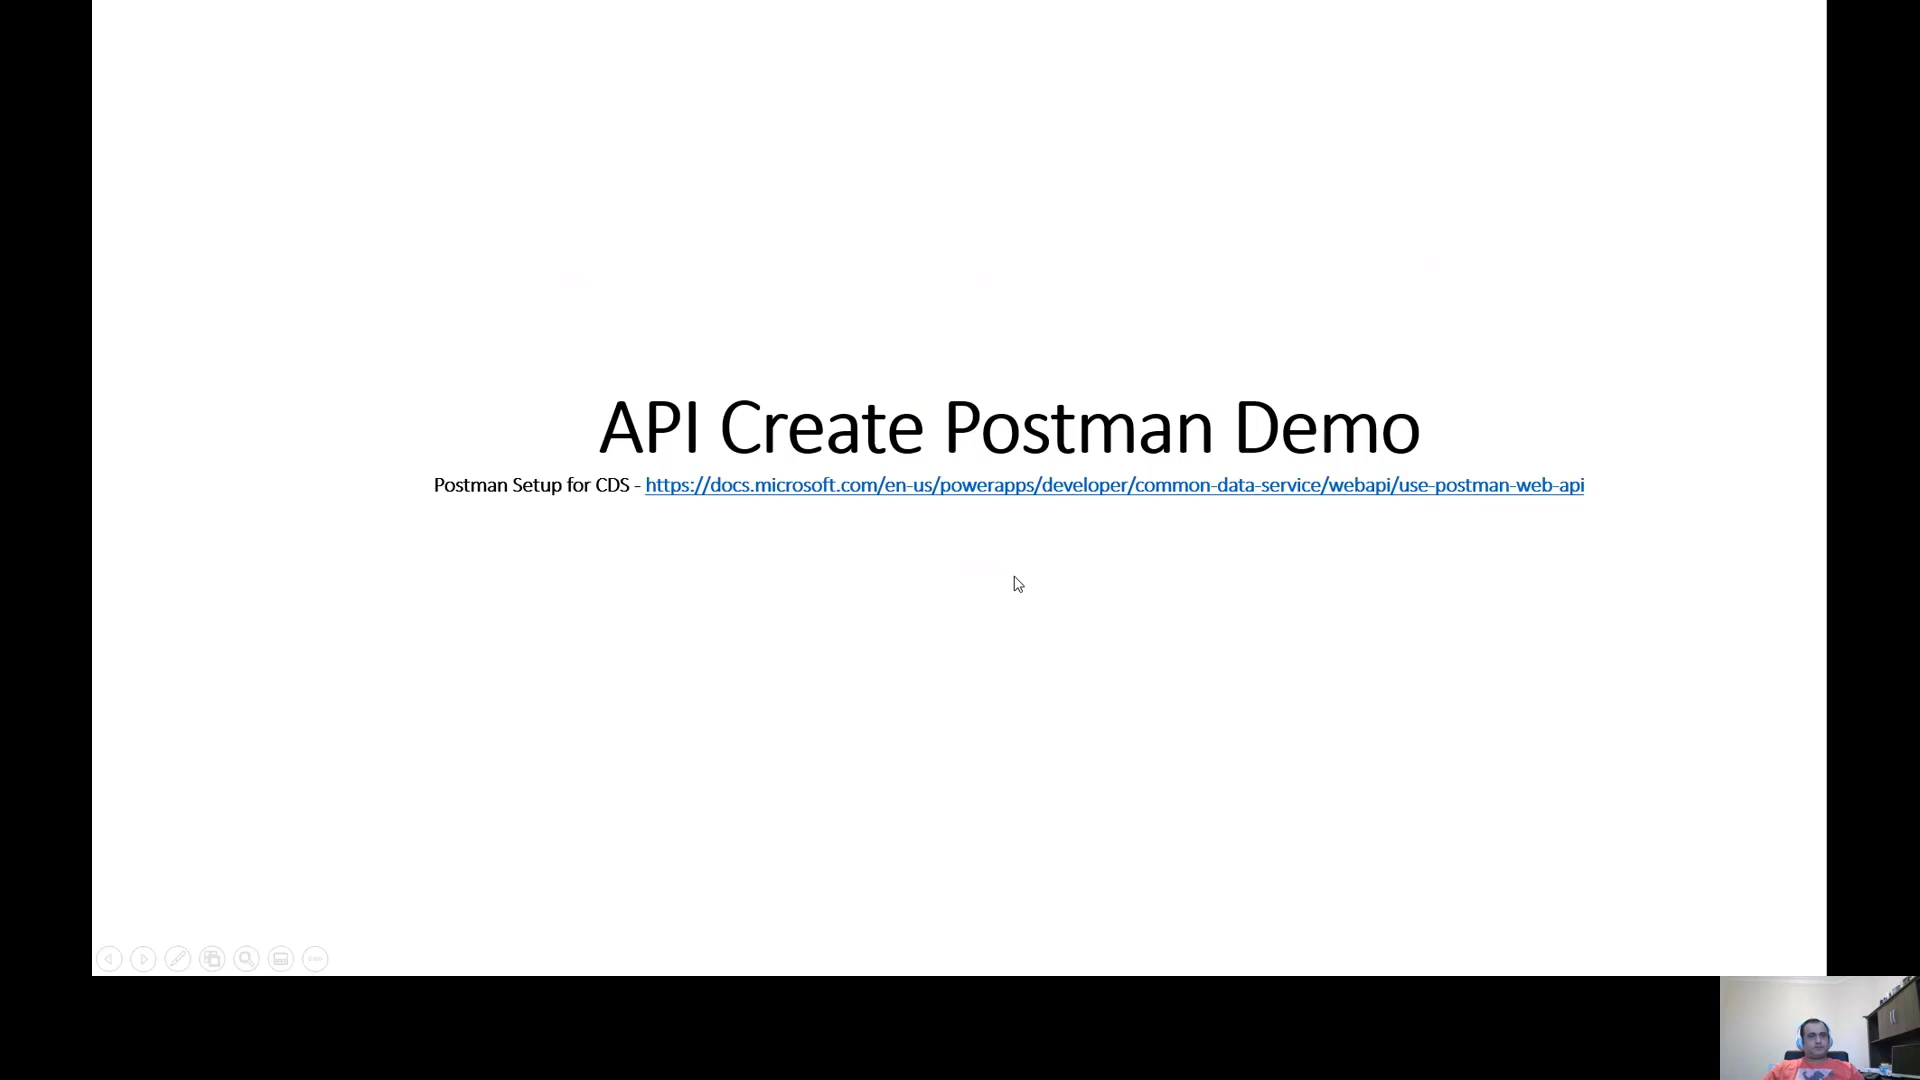 API Create Postman Demo
Postman Setup for CDS - https://docs.microsoft.com/en-us/powerapps/developer/common-data-service/webapi/use-postman-web-api